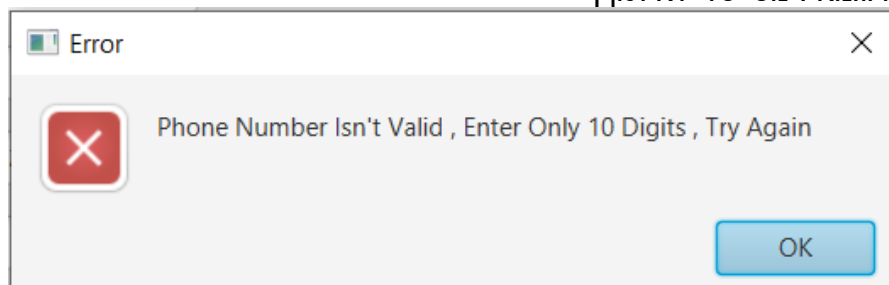 Error
Phone Number Isn't Valid , Enter Only 10 Digits , Try Again
OK